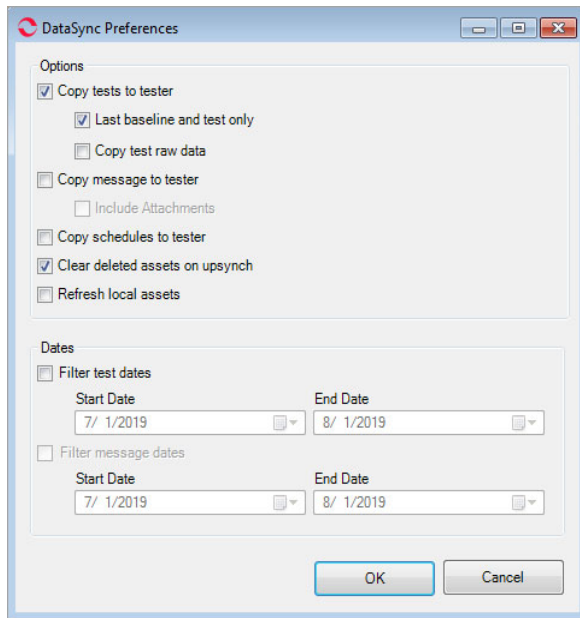 DataSync Preferences
Options
Copy tests to tester
Last baseline and test only
Copy test raw data
Copy message to tester
Include Attachments
Copy schedules to tester
Clear deleted assets on upsynch
Refresh local assets
Dates
Filter test dates
Start Date End Date
7/ 1/2019 8/ 1/2019
Filter message dates
Start Date End Date
7/ 1/2019 8/ 1/2019
OK Cancel